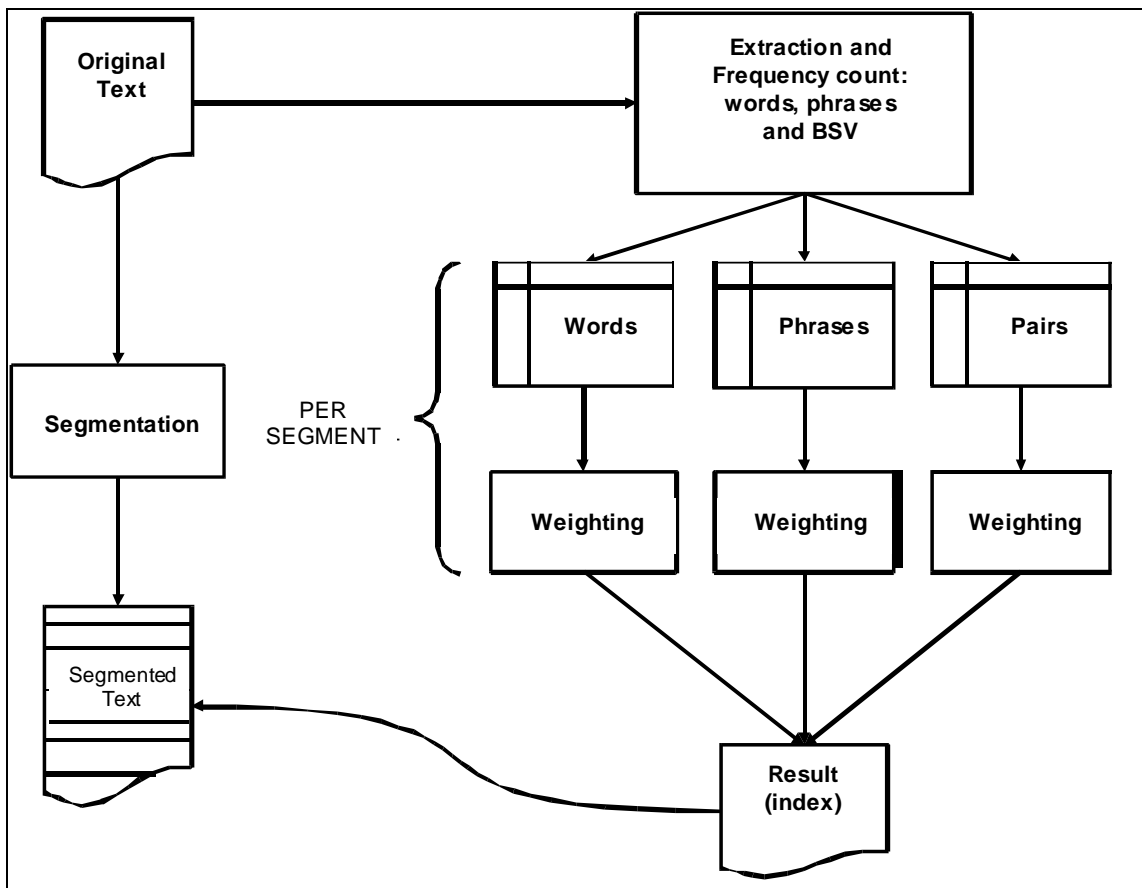 Original
Text
Extraction and
Frequency count:
words, phrases
and BSV
Words
Phrases
Pairs
Segmentation
PER
SEGMENT .
Weighting
Weighting
Weighting
Segmented
Text
Result
(index)